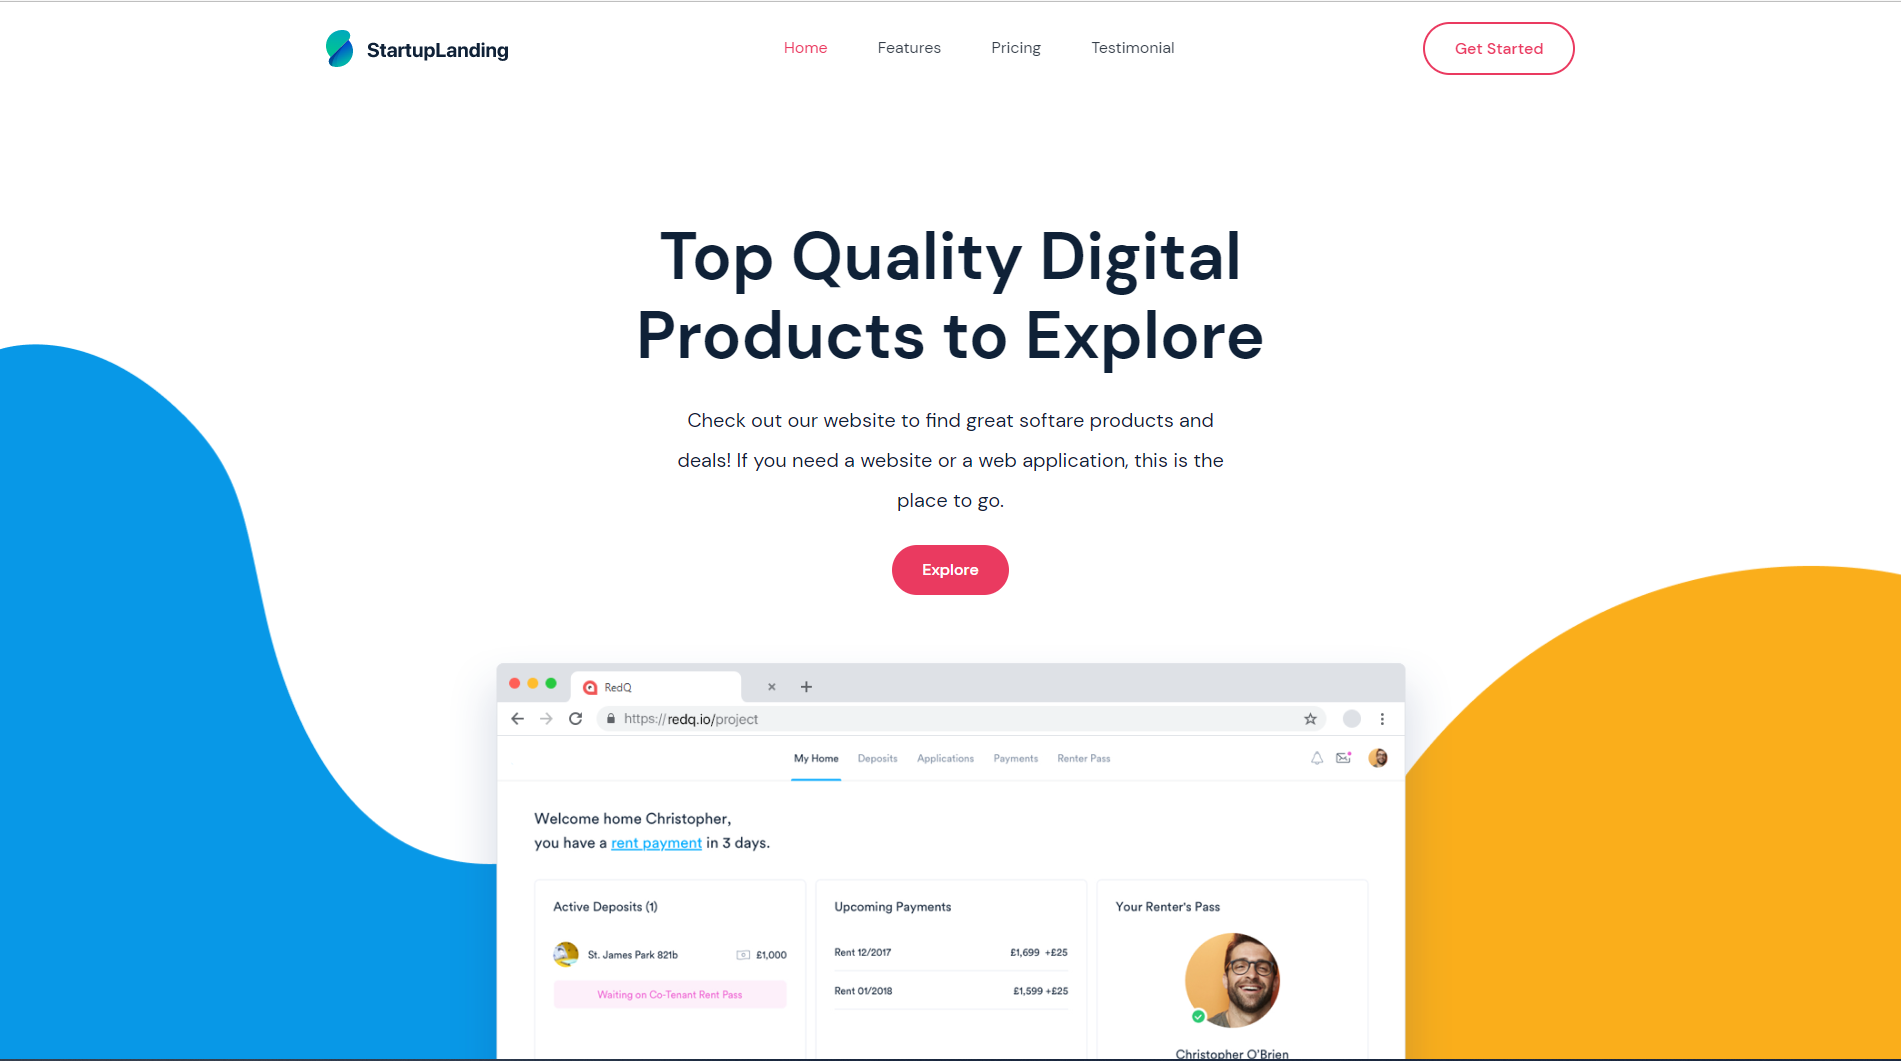 StartupLanding
Home Features Pricing Testimonial
Get Started
Top Quality Digital
Products to Explore
Check out our website to find great softare products and
deals! If you need a website or a web application, this is the
place to go.
Explore
RedQ
https://redq.io/project
My Home Deposits Applications Payments Renter Pass
Welcome home Christopher,
you have a rent payment in 3 days.
Active Deposits (1)
St. James Park 821b £1,000
Waiting on Co-Tenant Rent Pass
Upcoming Payments
Rent 12/2017 £1,699 +£25
Rent 01/2018 £1,599 +£25
Your Renter's Pass
Christopher O'Brien